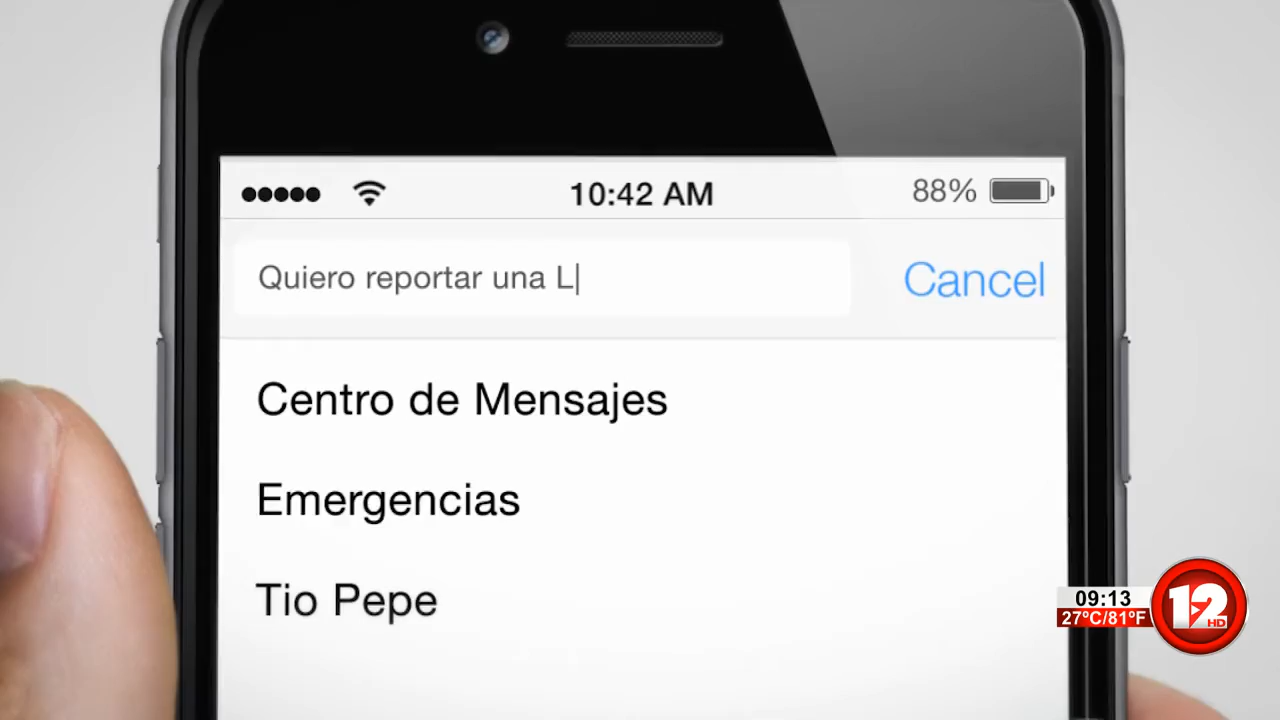 10:42 AM
88%
Quiero reportar una L
Cancel
Centro de Mensajes
Emergencias
Tio Pepe
09:13
27°C/81°F
12
HD